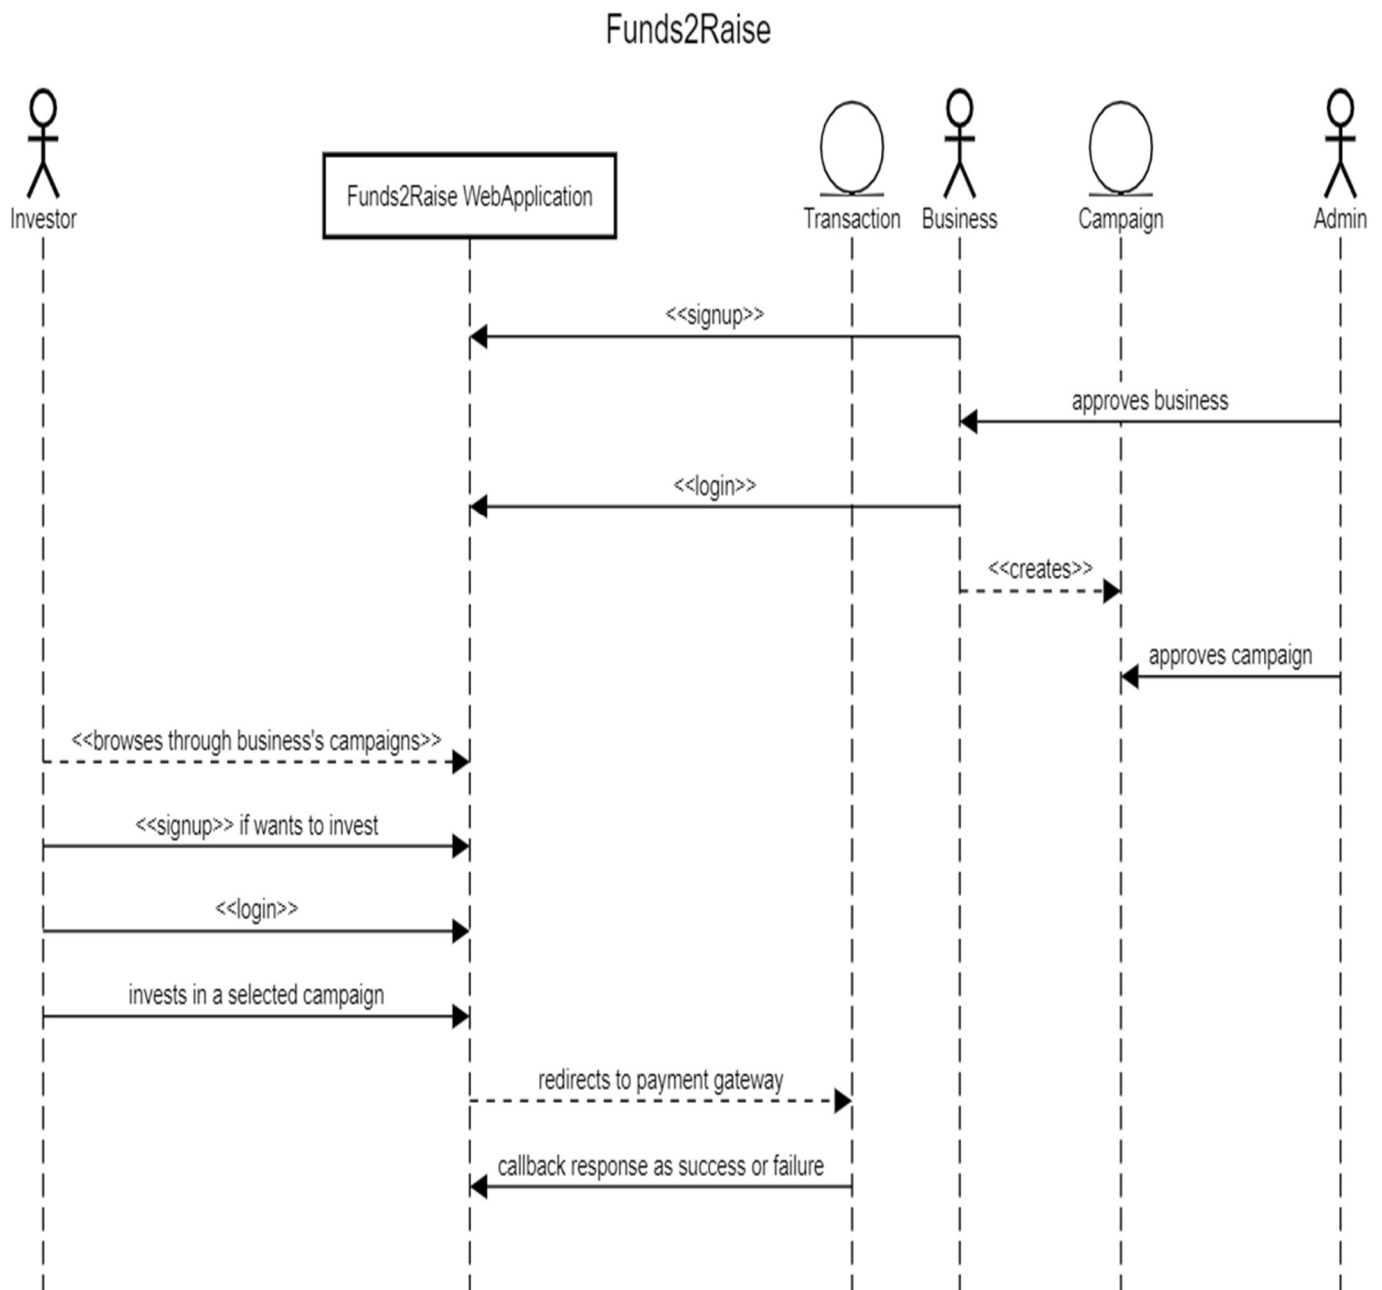 Funds2Raise
Investor
Funds2Raise WebApplication
Transaction
Business
Campaign
Admin
<<signup>>
approves business
<<login>>
<<creates>>
approves campaign
<<browses through business's campaigns>>
<<signup>> if wants to invest
<<login>>
invests in a selected campaign
redirects to payment gateway
callback response as success or failure